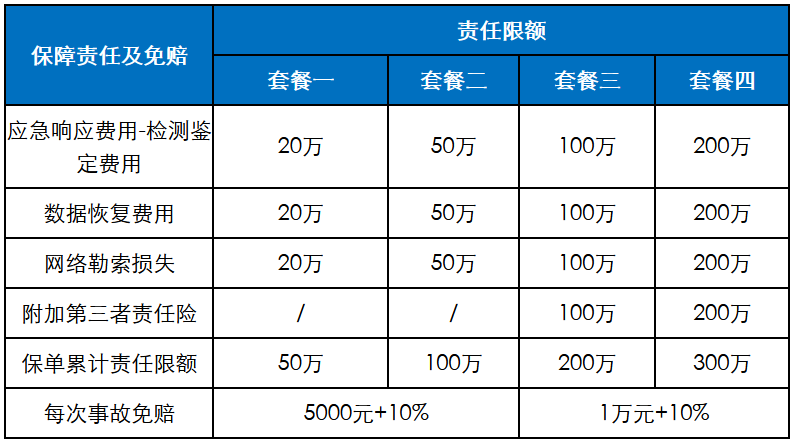 保障责任及免赔 责任限额
套餐一 套餐二 套餐三 套餐四
应急响应费用-检测鉴
定费用 20万 50万 100万 200万
数据恢复费用 20万 50万 100万 200万
网络勒索损失 20万 50万 100万 200万
附加第三者责任险 / / 100万 200万
保单累计责任限额 50万 100万 200万 300万
每次事故免赔 5000元+10% 1万元+10%